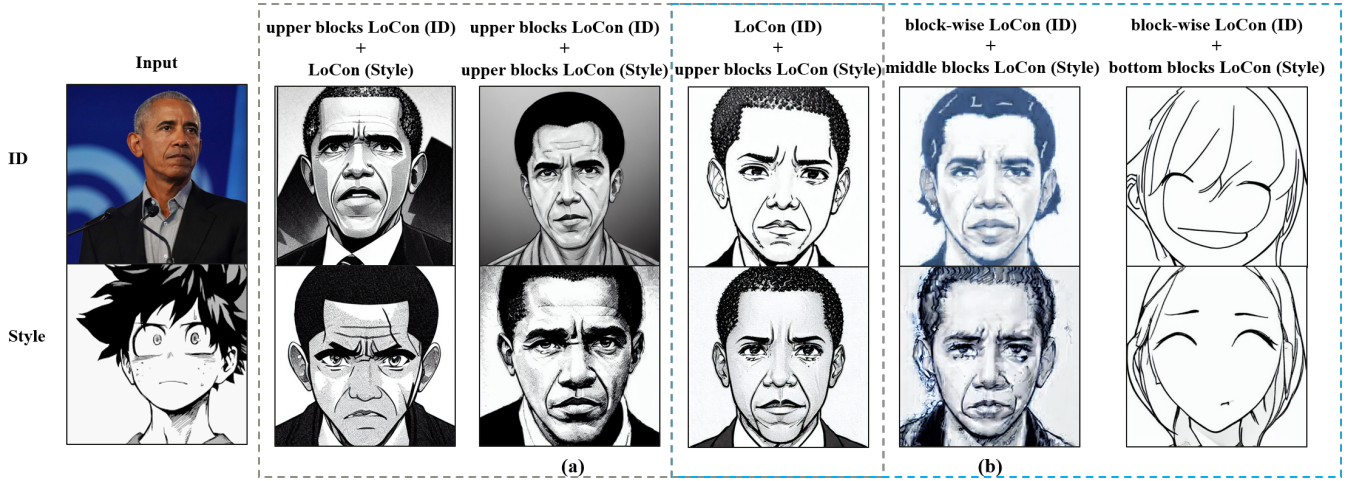 Input
ID
Style
upper blocks LoCon (ID)
+
LoCon (Style)
upper blocks LoCon (ID)
+
upper blocks LoCon (Style)
LoCon (ID)
+
upper blocks LoCon (Style)
block-wise LoCon (ID)
+
middle blocks LoCon (Style)
block-wise LoCon (ID)
+
bottom blocks LoCon (Style)
(a)
(b)